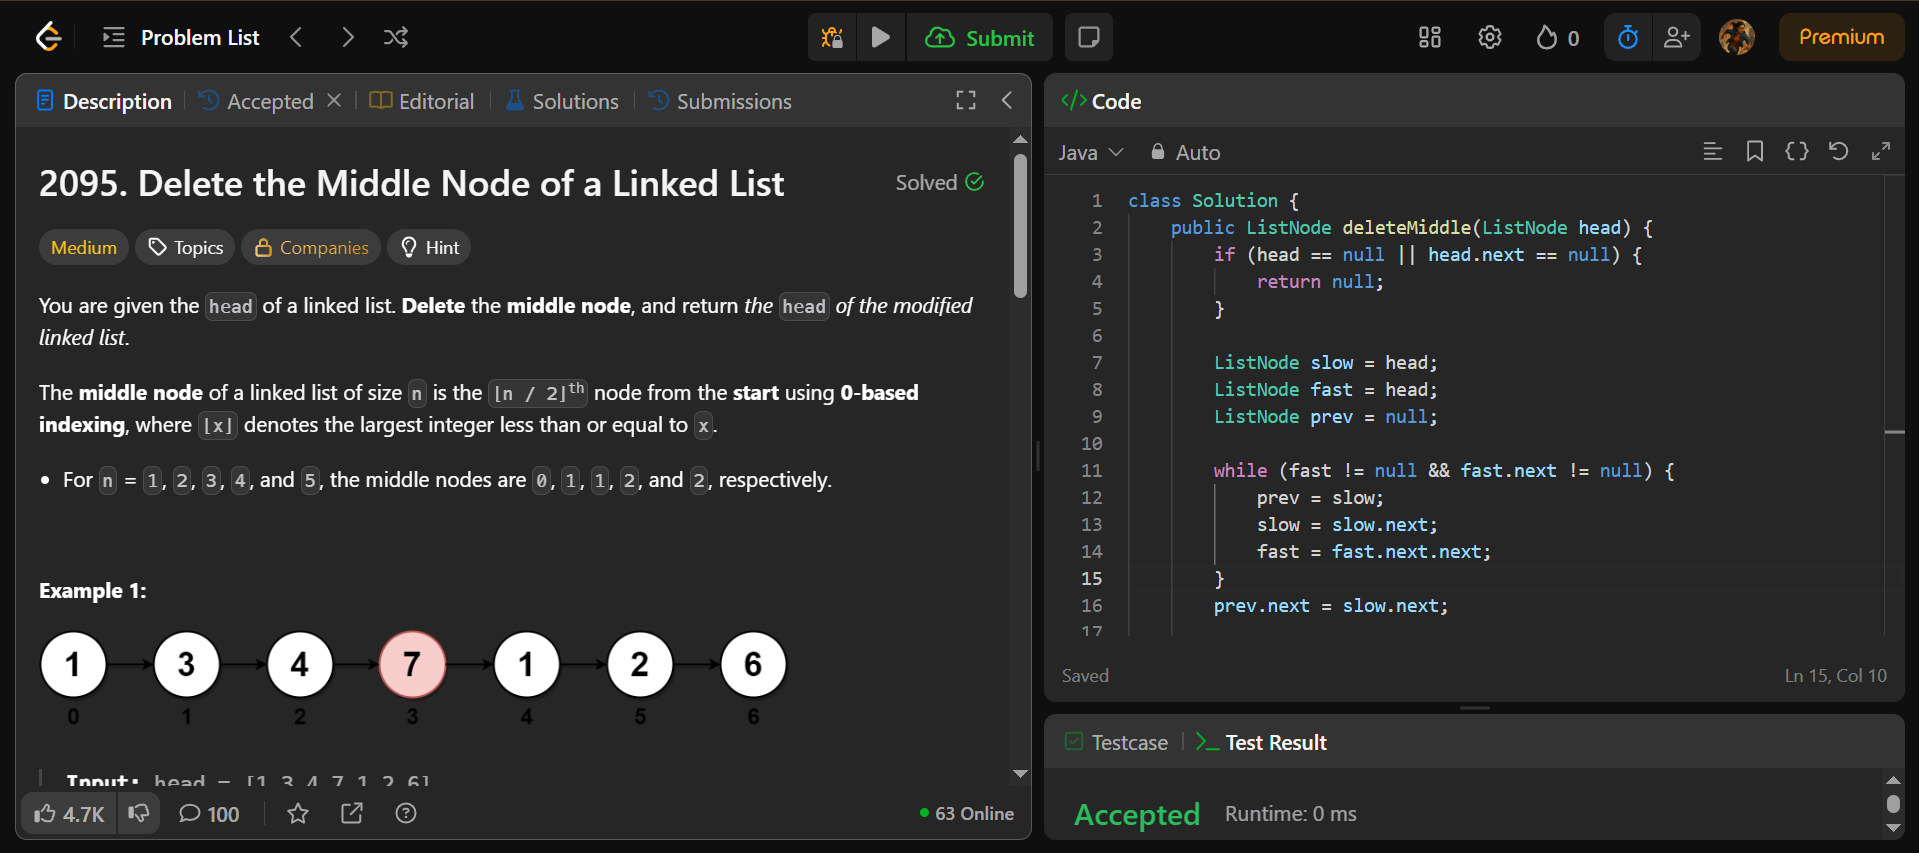 Problem List
Submit
0
Premium
Description
Accepted
Editorial
Solutions
Submissions
2095. Delete the Middle Node of a Linked List
Solved
Medium
Topics
Companies
Hint
You are given the head of a linked list. Delete the middle node, and return the head of the modified
linked list.
The middle node of a linked list of size n is the ⌊n / 2⌋th node from the start using 0-based
indexing, where ⌊x⌋ denotes the largest integer less than or equal to x.
• For n = 1, 2, 3, 4, and 5, the middle nodes are 0, 1, 1, 2, and 2, respectively.
Example 1:
1 3 4 7 1 2 6
0 1 2 3 4 5 6
Input: head = [1,3,4,7,1,2,6]
4.7K
100
63 Online
</> Code
Java
Auto
1 class Solution {
2 public ListNode deleteMiddle(ListNode head) {
3 if (head == null || head.next == null) {
4 return null;
5 }
6
7 ListNode slow = head;
8 ListNode fast = head;
9 ListNode prev = null;
10
11 while (fast != null && fast.next != null) {
12 prev = slow;
13 slow = slow.next;
14 fast = fast.next.next;
15 }
16 prev.next = slow.next;
17
Saved
Ln 15, Col 10
Testcase
Test Result
Accepted
Runtime: 0 ms